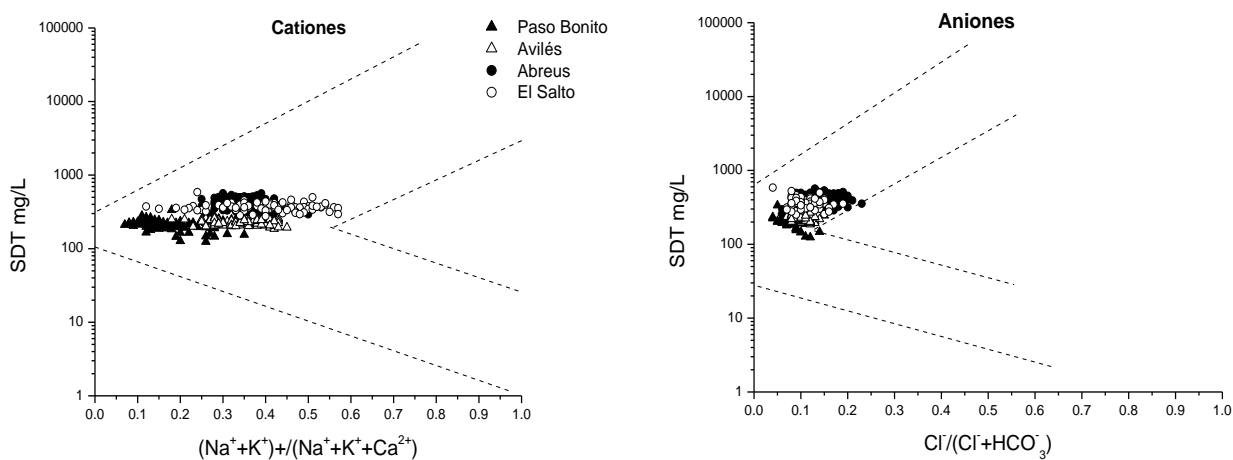 Cationes
Paso Bonito
Avilés
Abreus
El Salto
100000
10000
1000
100
10
1
SDT mg/L
0.0 0.1 0.2 0.3 0.4 0.5 0.6 0.7 0.8 0.9 1.0
(Na⁺+K⁺)+/(Na⁺+K⁺+Ca²⁺)
Aniones
100000
10000
1000
100
10
1
SDT mg/L
0.0 0.1 0.2 0.3 0.4 0.5 0.6 0.7 0.8 0.9 1.0
Cl⁻/(Cl⁻+HCO₃⁻)